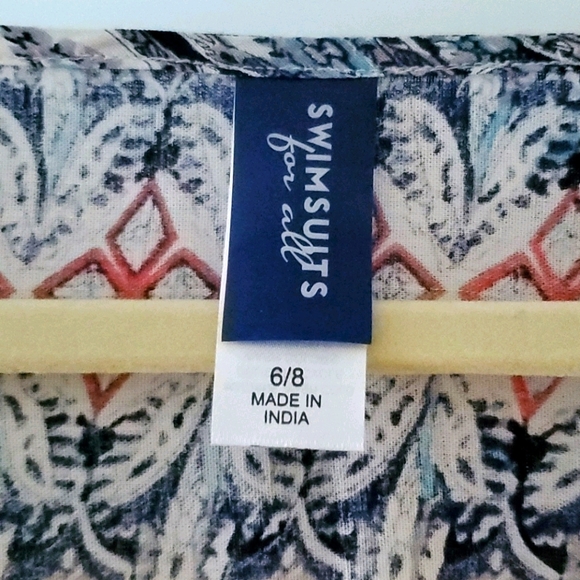 SWIMSUITS
for all
6/8
MADE IN
INDIA